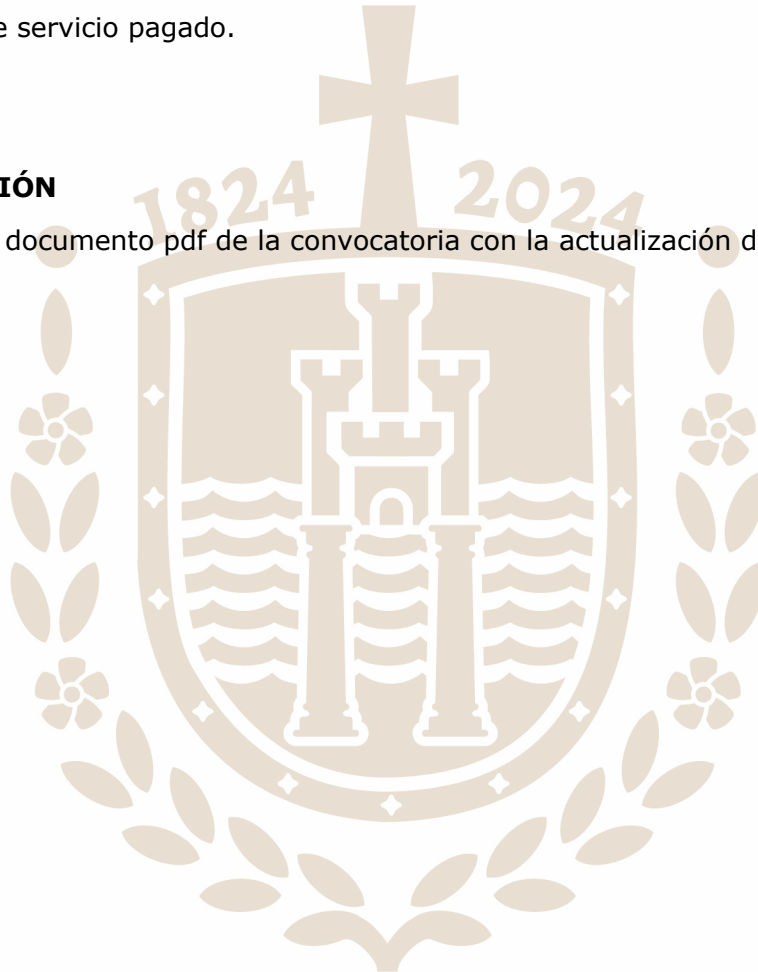 e servicio pagado.
IÓN
1824 2024
documento pdf de la convocatoria con la actualización d